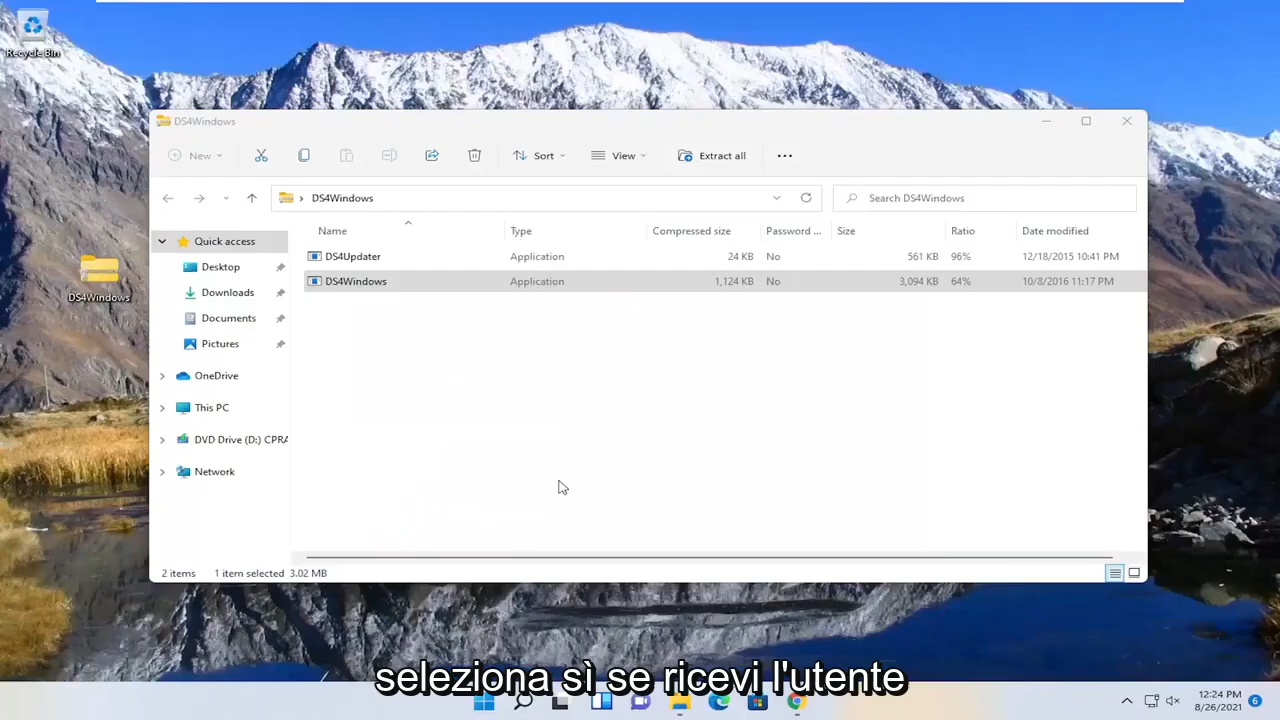 Recycle Bin
DS4Windows
DS4Windows
New
Sort
View
Extract all
DS4Windows
Search DS4Windows
Name Type Compressed size Password ... Size Ratio Date modified
DS4Updater Application 24 KB No 561 KB 96% 12/18/2015 10:41 PM
DS4Windows Application 1,124 KB No 3,094 KB 64% 10/8/2016 11:17 PM
Quick access
Desktop
Downloads
Documents
Pictures
OneDrive
This PC
DVD Drive (D:) CPRA
Network
2 items 1 item selected 3.02 MB
seleziona sì se ricevi l'utente
12:24 PM
8/26/2021
6